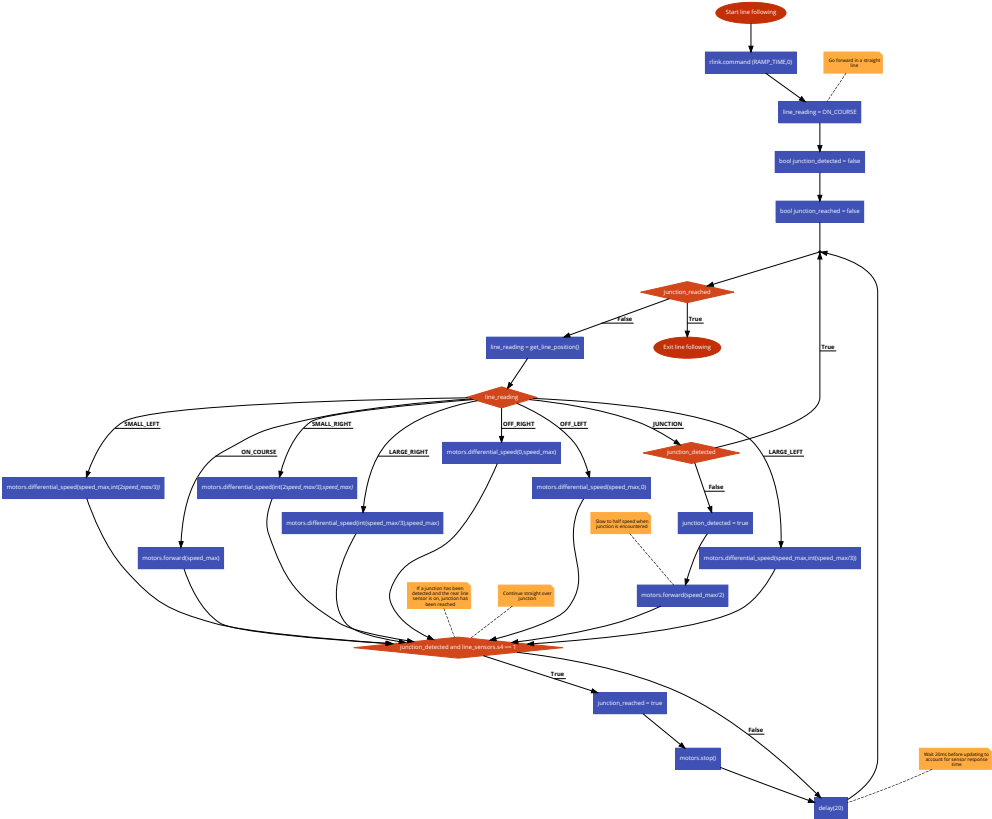 Start line following
rlink.command (RAMP_TIME,0)
Go forward in a straight
line
line_reading = ON_COURSE
bool junction_detected = false
bool junction_reached = false
junction_reached
False
True
line_reading = get_line_position()
Exit line following
True
line_reading
SMALL_LEFT
SMALL_RIGHT
OFF_RIGHT
OFF_LEFT
JUNCTION
ON_COURSE
LARGE_RIGHT
motors.differential_speed(0,speed_max)
junction_detected
LARGE_LEFT
motors.differential_speed(speed_max,int(2speed_max/3))
motors.differential_speed(int(2speed_max/3),speed_max)
motors.differential_speed(speed_max,0)
False
motors.differential_speed(int(speed_max/3),speed_max)
Slow to half speed when
junction is encountered
junction_detected = true
motors.forward(speed_max)
motors.differential_speed(speed_max,int(speed_max/3))
If a junction has been
detected and the rear line
sensor is on, junction has
been reached
Continue straight over
junction
motors.forward(speed_max/2)
junction_detected and line_sensors.s4 == 1
True
junction_reached = true
False
motors.stop()
Wait 20ms before updating to
account for sensor response
time
delay(20)